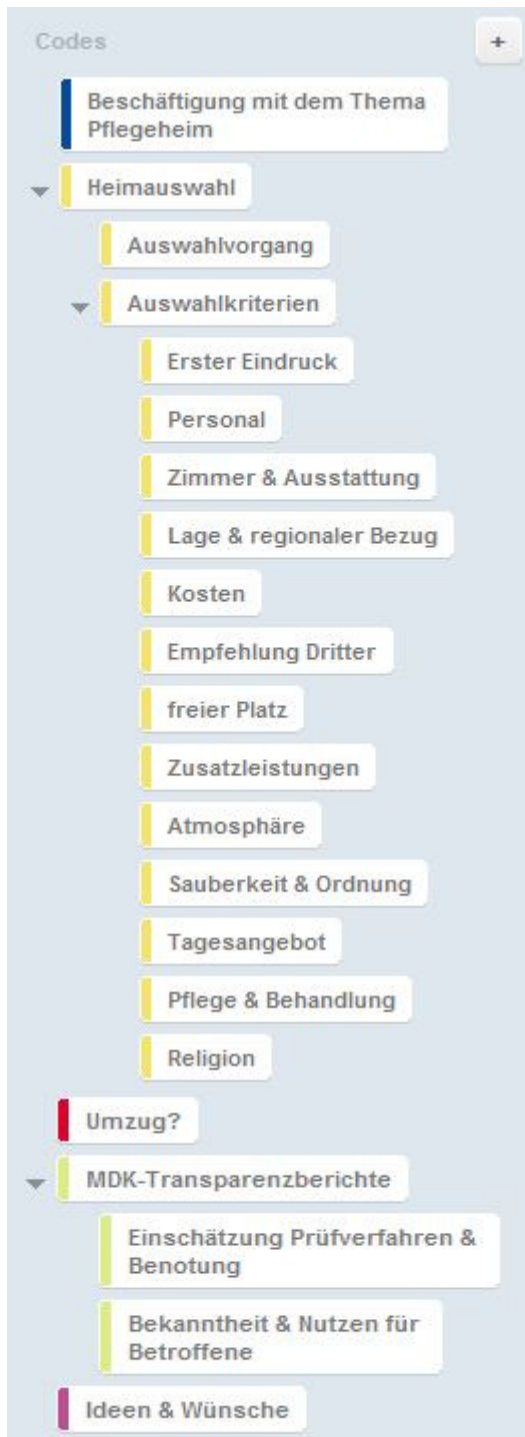 Codes +
Beschäftigung mit dem Thema
Pflegeheim
Heimauswahl
Auswahlvorgang
Auswahlkriterien
Erster Eindruck
Personal
Zimmer & Ausstattung
Lage & regionaler Bezug
Kosten
Empfehlung Dritter
freier Platz
Zusatzleistungen
Atmosphäre
Sauberkeit & Ordnung
Tagesangebot
Pflege & Behandlung
Religion
Umzug?
MDK-Transparenzberichte
Einschätzung Prüfverfahren &
Benotung
Bekanntheit & Nutzen für
Betroffene
Ideen & Wünsche